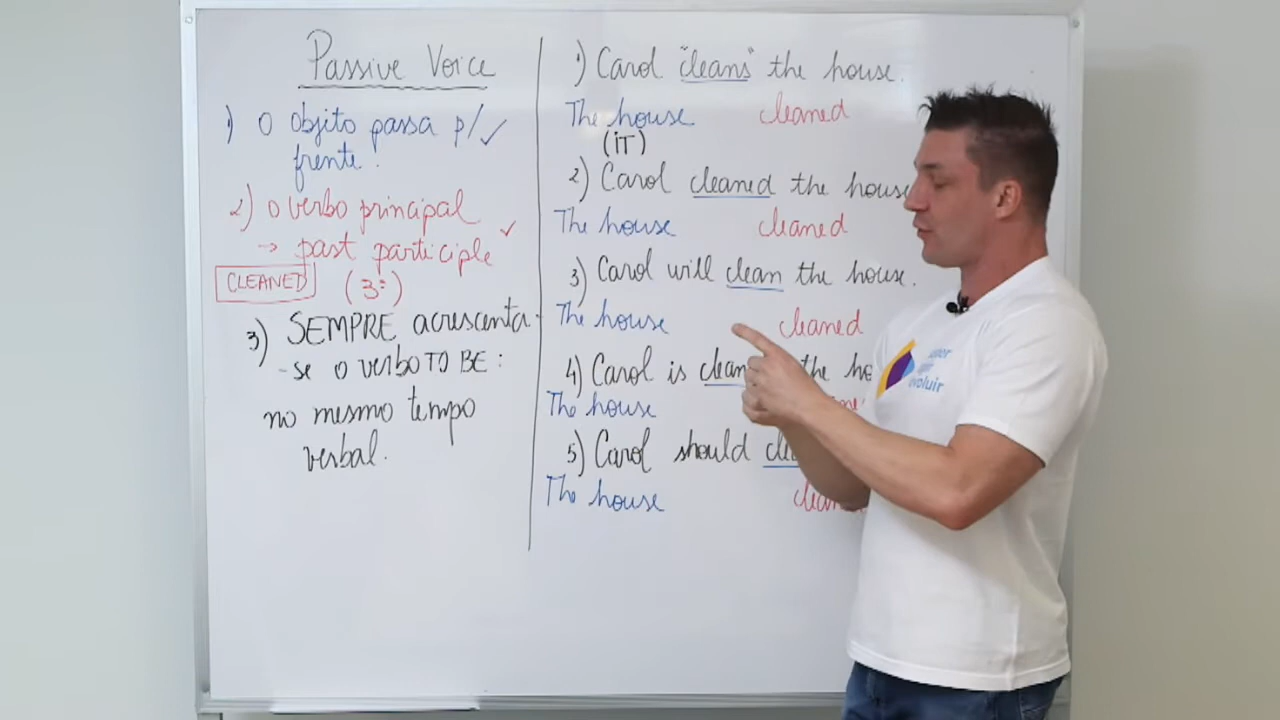 Passive Voice
1) O objito passa p/ ✓
frente.
2) O verbo principal
→ past participle ✓
CLEANED (3ª)
3) SEMPRE acrescenta-
-se o verbo TO BE:
no mesmo tempo
verbal.
1) Carol "cleans" the house.
The house cleaned
(IT)
2) Carol cleaned the house
The house cleaned
3) Carol will clean the house.
The house cleaned
4) Carol is the
The house
5) Carol should
The house
evoluir